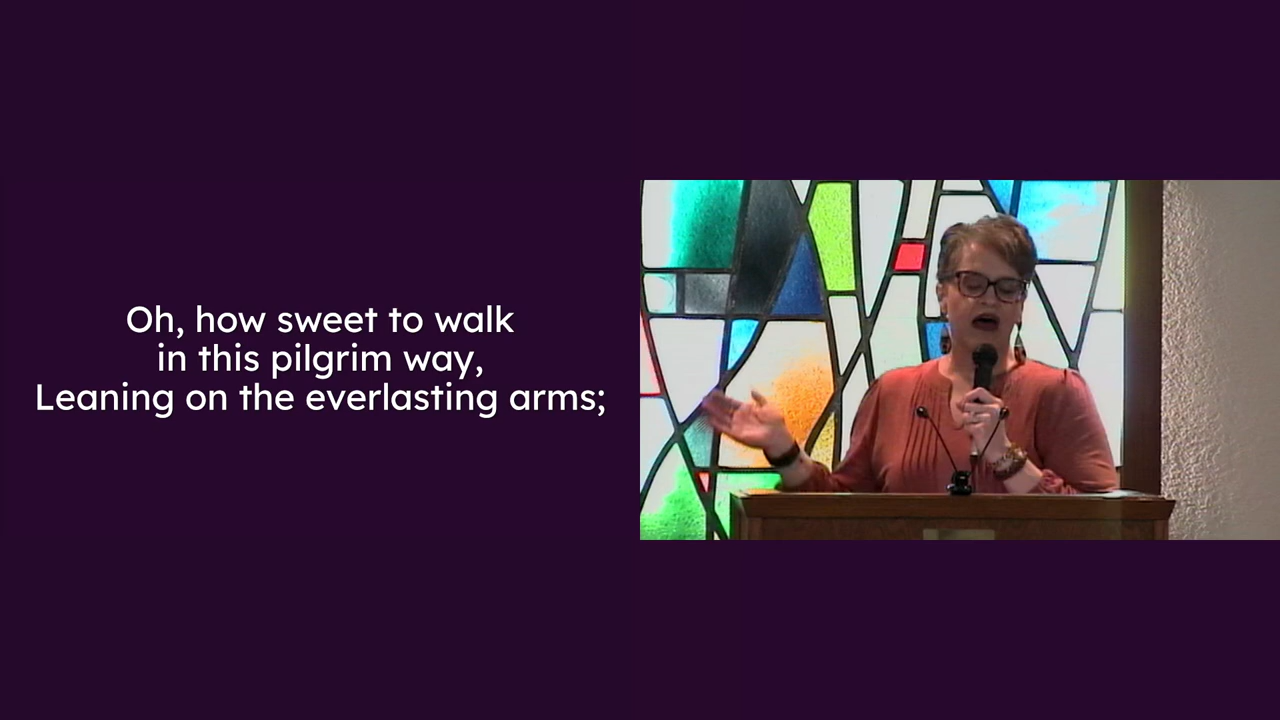 Oh, how sweet to walk
in this pilgrim way,
Leaning on the everlasting arms;